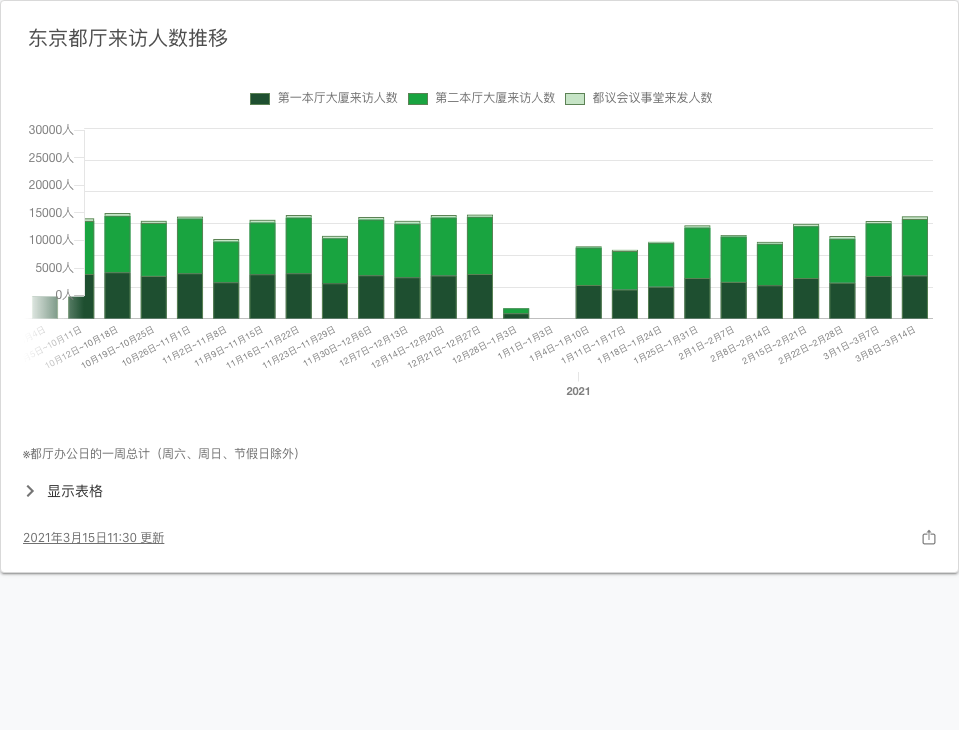 东京都厅来访人数推移
第一本厅大厦来访人数 第二本厅大厦来访人数 都议会议事堂来发人数
30000人
25000人
20000人
15000人
10000人
5000人
0人
10月12日~10月18日
10月19日~10月25日
10月26日~11月1日
11月2日~11月8日
11月9日~11月15日
11月16日~11月22日
11月23日~11月29日
11月30日~12月6日
12月7日~12月13日
12月14日~12月20日
12月21日~12月27日
12月28日~1月3日
1月1日~1月3日
1月4日~1月10日
1月11日~1月17日
1月18日~1月24日
1月25日~1月31日
2月1日~2月7日
2月8日~2月14日
2月15日~2月21日
2月22日~2月28日
3月1日~3月7日
3月8日~3月14日
2021
※都厅办公日的一周总计（周六、周日、节假日除外）
显示表格
2021年3月15日11:30 更新